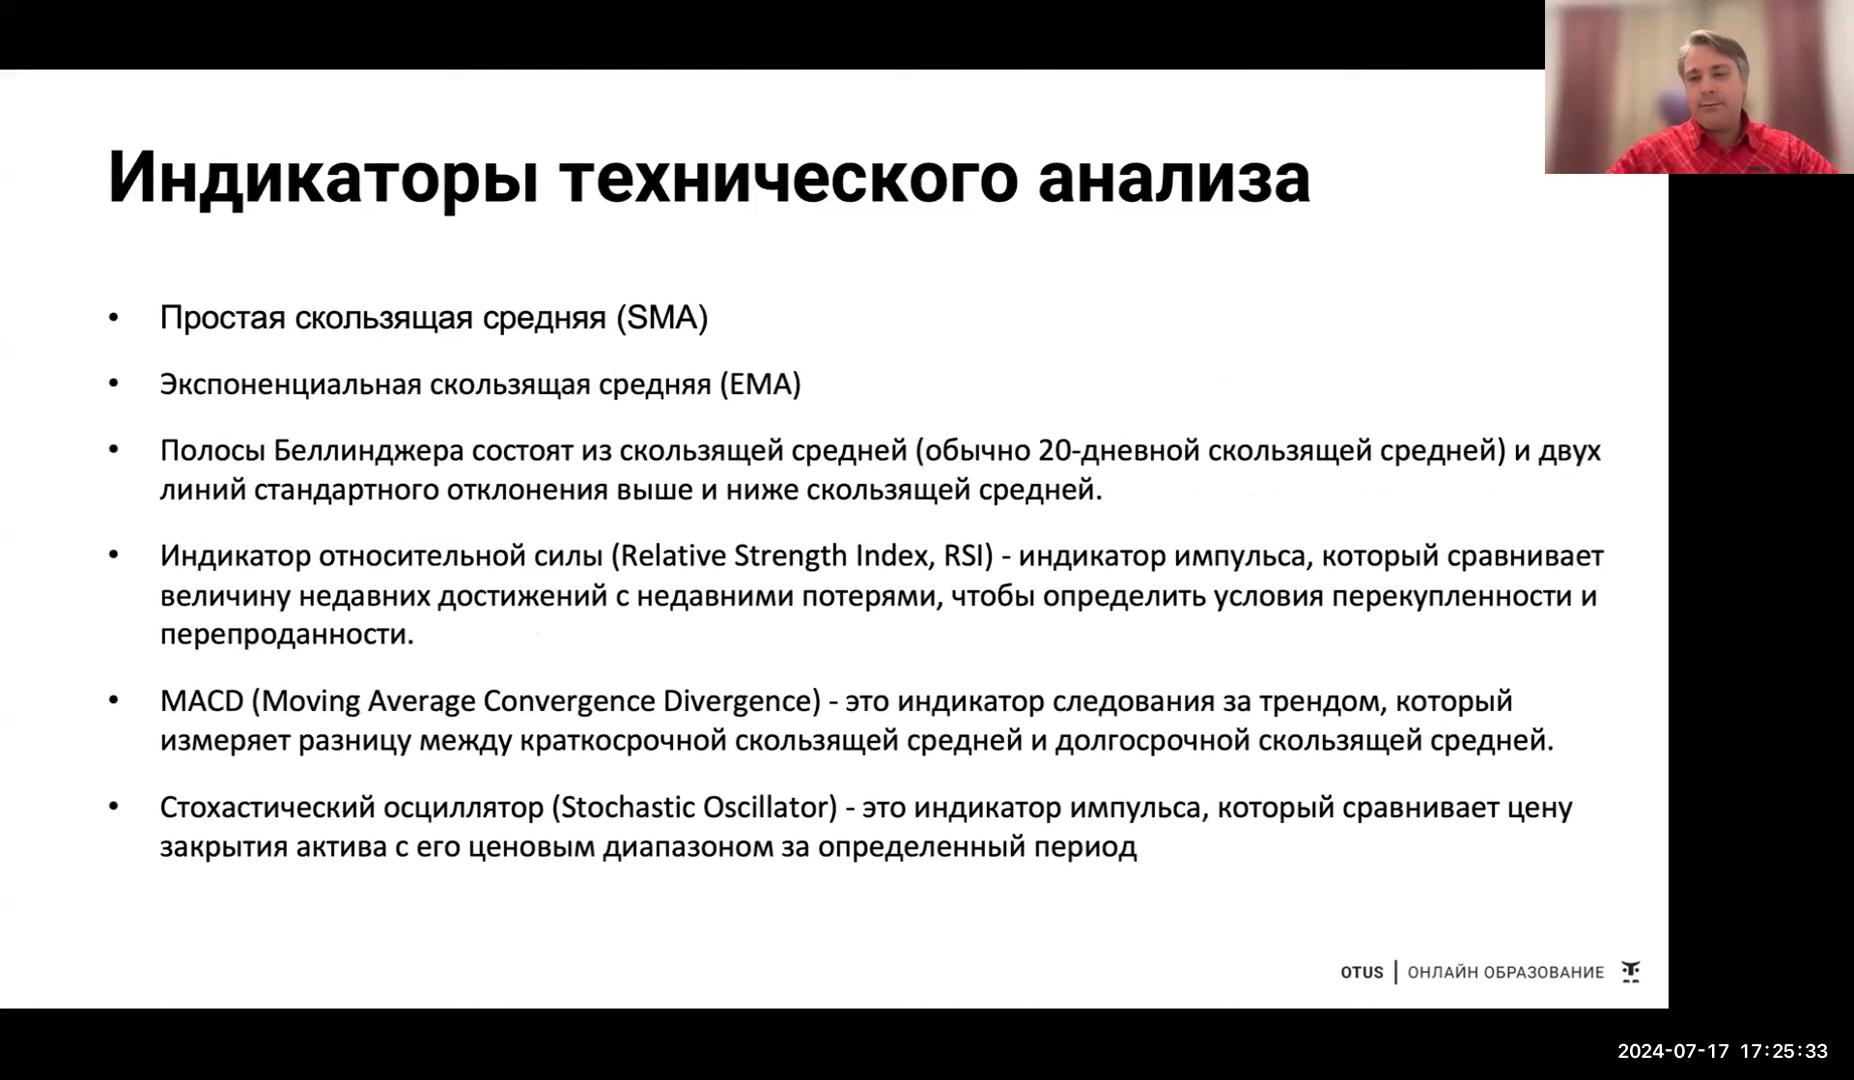 Индикаторы технического анализа
• Простая скользящая средняя (SMA)
• Экспоненциальная скользящая средняя (EMA)
• Полосы Беллинджера состоят из скользящей средней (обычно 20-дневной скользящей средней) и двух
линий стандартного отклонения выше и ниже скользящей средней.
• Индикатор относительной силы (Relative Strength Index, RSI) - индикатор импульса, который сравнивает
величину недавних достижений с недавними потерями, чтобы определить условия перекупленности и
перепроданности.
• MACD (Moving Average Convergence Divergence) - это индикатор следования за трендом, который
измеряет разницу между краткосрочной скользящей средней и долгосрочной скользящей средней.
• Стохастический осциллятор (Stochastic Oscillator) - это индикатор импульса, который сравнивает цену
закрытия актива с его ценовым диапазоном за определенный период
OTUS | ОНЛАЙН ОБРАЗОВАНИЕ
2024-07-17 17:25:33